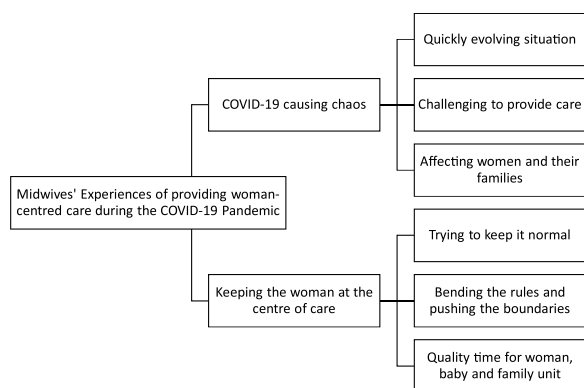 Midwives' Experiences of providing woman-
centred care during the COVID-19 Pandemic
COVID-19 causing chaos
Quickly evolving situation
Challenging to provide care
Affecting women and their
families
Keeping the woman at the
centre of care
Trying to keep it normal
Bending the rules and
pushing the boundaries
Quality time for woman,
baby and family unit